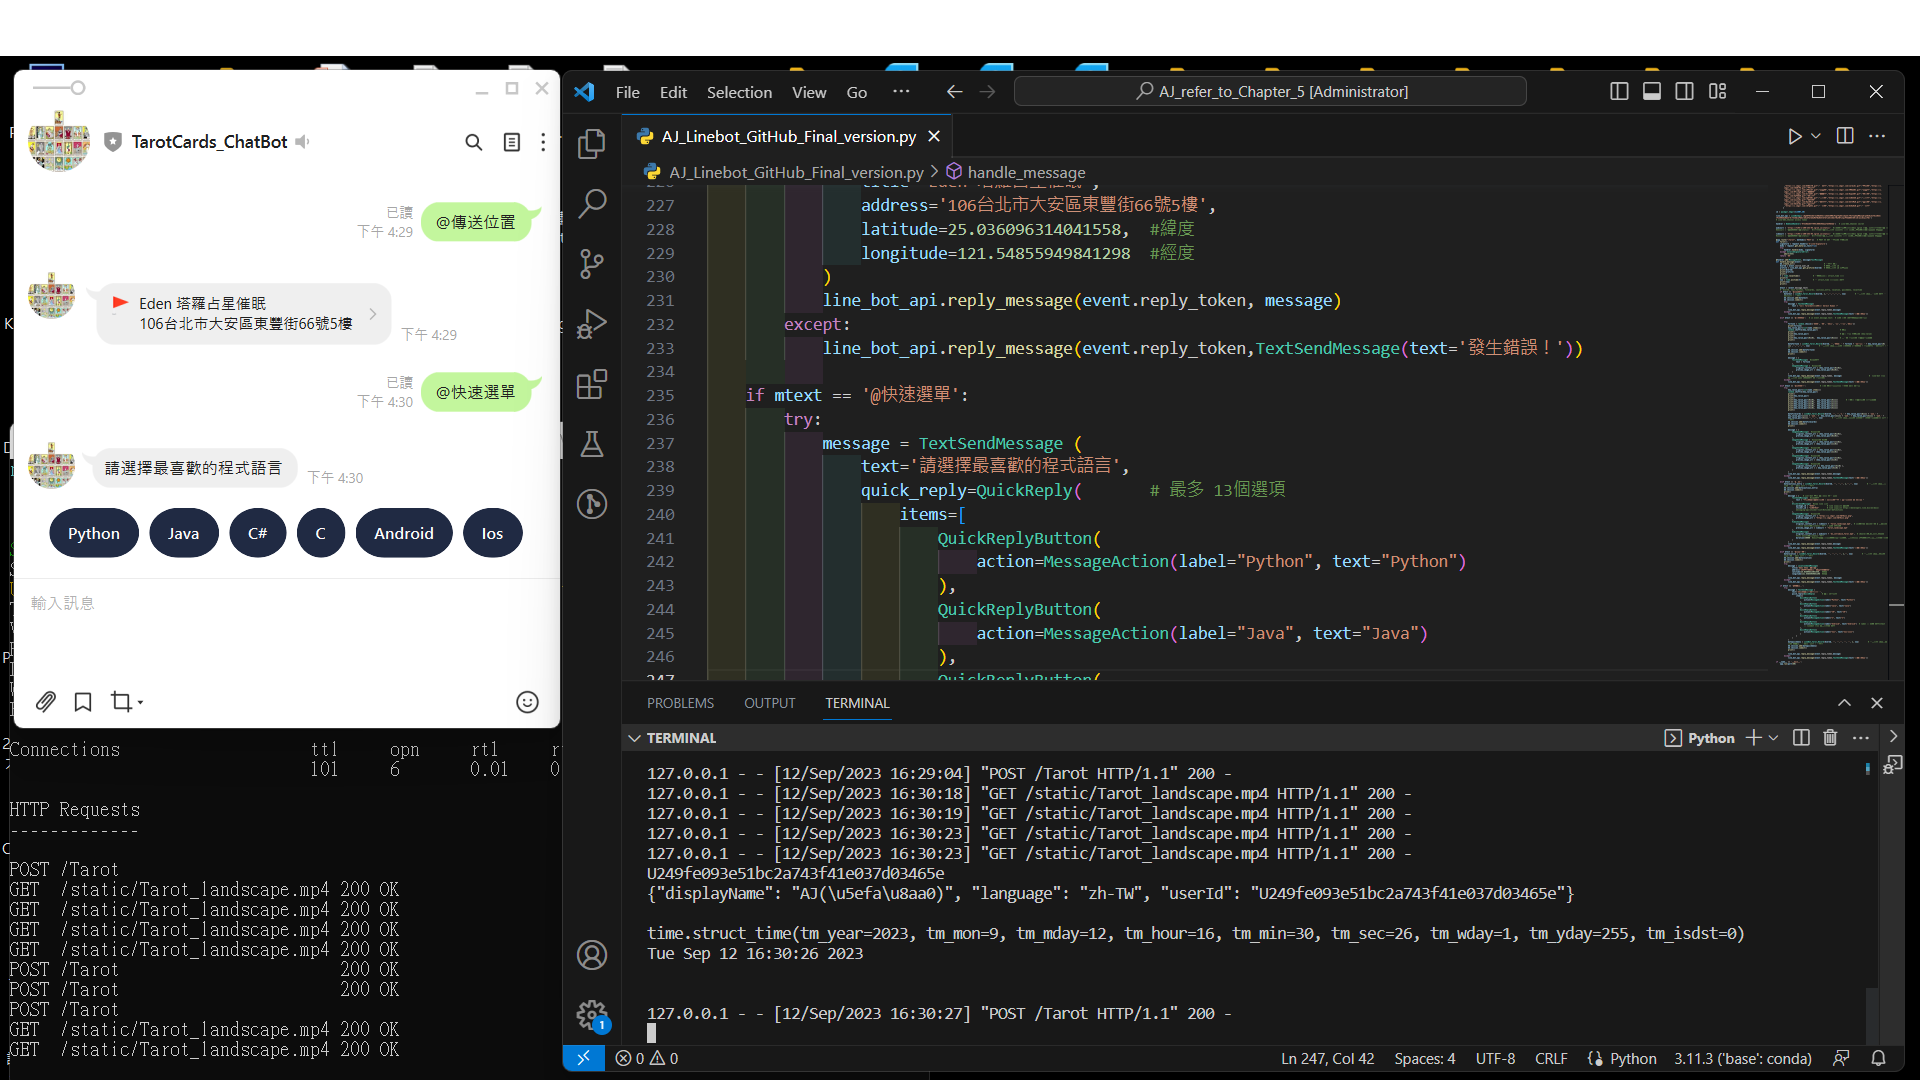 TarotCards_ChatBot
已讀
下午 4:29
@傳送位置
Eden 塔羅占星催眠
106台北市大安區東豐街66號5樓
下午 4:29
已讀
下午 4:30
@快速選單
請選擇最喜歡的程式語言
下午 4:30
Python Java C# C Android Ios
輸入訊息
Connections ttl opn rt1
101 6 0.01
HTTP Requests
-------------
POST /Tarot
GET /static/Tarot_landscape.mp4 200 OK
GET /static/Tarot_landscape.mp4 200 OK
GET /static/Tarot_landscape.mp4 200 OK
GET /static/Tarot_landscape.mp4 200 OK
POST /Tarot 200 OK
POST /Tarot 200 OK
POST /Tarot
GET /static/Tarot_landscape.mp4 200 OK
GET /static/Tarot_landscape.mp4 200 OK
File Edit Selection View Go ···
AJ_refer_to_Chapter_5 [Administrator]
AJ_Linebot_GitHub_Final_version.py
AJ_Linebot_GitHub_Final_version.py > handle_message
227 address='106台北市大安區東豐街66號5樓',
228 latitude=25.036096314041558, #緯度
229 longitude=121.54855949841298 #經度
230 )
231 line_bot_api.reply_message(event.reply_token, message)
232 except:
233 line_bot_api.reply_message(event.reply_token,TextSendMessage(text='發生錯誤！'))
234
235 if mtext == '@快速選單':
236 try:
237 message = TextSendMessage (
238 text='請選擇最喜歡的程式語言',
239 quick_reply=QuickReply( # 最多 13個選項
240 items=[
241 QuickReplyButton(
242 action=MessageAction(label="Python", text="Python")
243 ),
244 QuickReplyButton(
245 action=MessageAction(label="Java", text="Java")
246 ),
247 QuickReplyButton(
PROBLEMS OUTPUT TERMINAL
TERMINAL
Python
127.0.0.1 - - [12/Sep/2023 16:29:04] "POST /Tarot HTTP/1.1" 200 -
127.0.0.1 - - [12/Sep/2023 16:30:18] "GET /static/Tarot_landscape.mp4 HTTP/1.1" 200 -
127.0.0.1 - - [12/Sep/2023 16:30:19] "GET /static/Tarot_landscape.mp4 HTTP/1.1" 200 -
127.0.0.1 - - [12/Sep/2023 16:30:23] "GET /static/Tarot_landscape.mp4 HTTP/1.1" 200 -
127.0.0.1 - - [12/Sep/2023 16:30:23] "GET /static/Tarot_landscape.mp4 HTTP/1.1" 200 -
U249fe093e51bc2a743f41e037d03465e
{"displayName": "AJ(\u5efa\u8aa0)", "language": "zh-TW", "userId": "U249fe093e51bc2a743f41e037d03465e"}
time.struct_time(tm_year=2023, tm_mon=9, tm_mday=12, tm_hour=16, tm_min=30, tm_sec=26, tm_wday=1, tm_yday=255, tm_isdst=0)
Tue Sep 12 16:30:26 2023
127.0.0.1 - - [12/Sep/2023 16:30:27] "POST /Tarot HTTP/1.1" 200 -
1
0 0
Ln 247, Col 42 Spaces: 4 UTF-8 CRLF Python 3.11.3 ('base': conda)